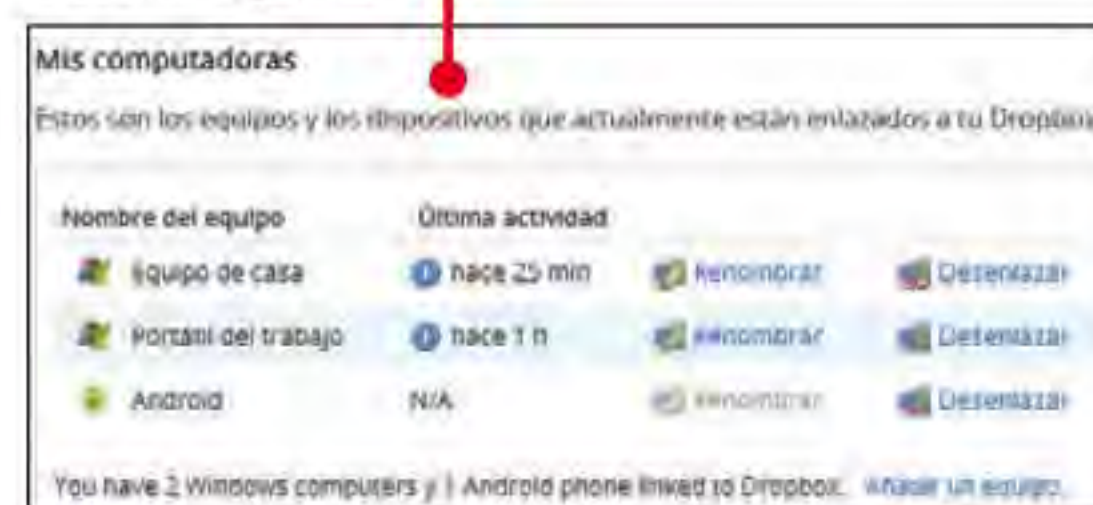 Mis computadoras
Estos son los equipos y los dispositivos que actualmente están enlazados a tu Dropbox
Nombre del equipo Última actividad
Equipo de casa hace 25 min Renombrar Desenlazar
Portátil del trabajo hace 1 h Renombrar Desenlazar
Android N/A Renombrar Desenlazar
You have 2 Windows computers y 1 Android phone linked to Dropbox. Añadir un equipo.